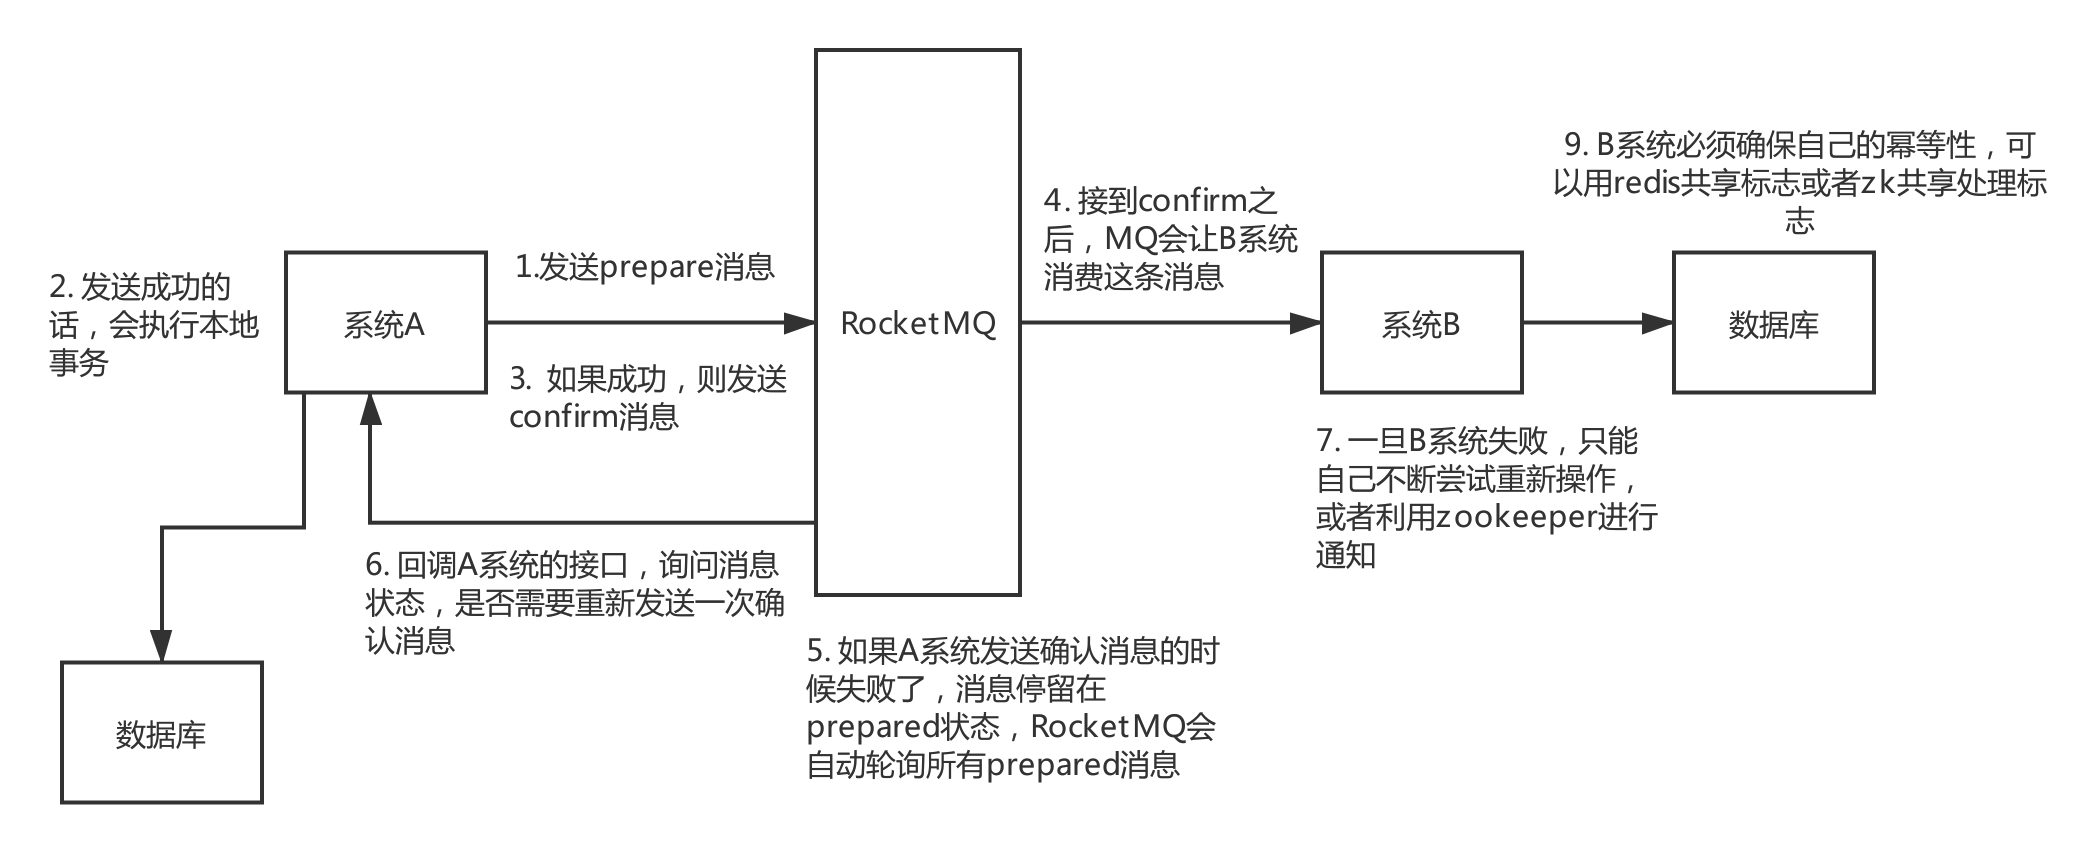 1.发送prepare消息
2. 发送成功的
话，会执行本地
事务
系统A
3. 如果成功，则发送
confirm消息
RocketMQ
4. 接到confirm之
后，MQ会让B系统
消费这条消息
系统B
9. B系统必须确保自己的幂等性，可
以用redis共享标志或者zk共享处理标
志
数据库
7. 一旦B系统失败，只能
自己不断尝试重新操作，
或者利用zookeeper进行
通知
6. 回调A系统的接口，询问消息
状态，是否需要重新发送一次确
认消息
5. 如果A系统发送确认消息的时
候失败了，消息停留在
prepared状态，RocketMQ会
自动轮询所有prepared消息
数据库